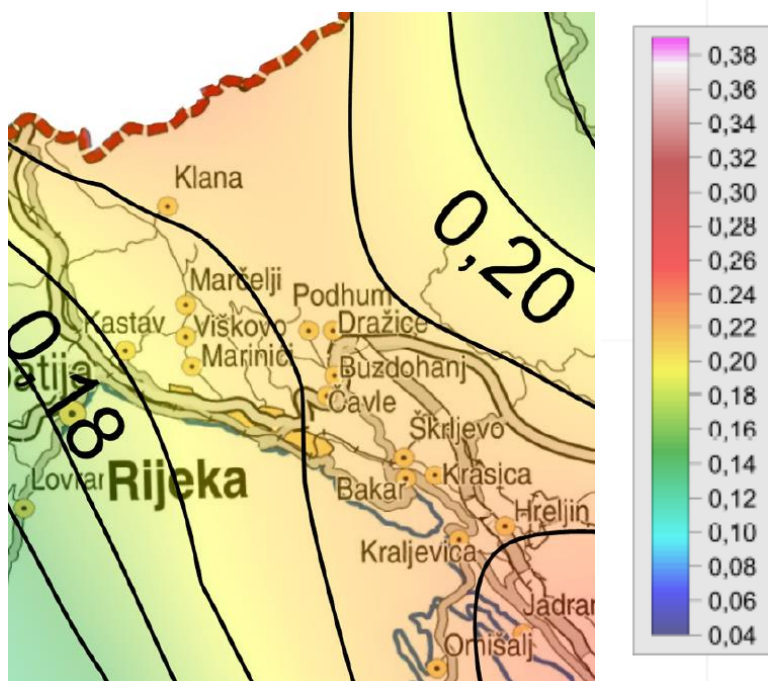 Klana
Marčelji
Podhum
Kastav
Viškovo
Dražice
Marinići
atija
Buzdohanj
0,18
0,20
Čavle
Škrljevo
Lovran
Rijeka
Bakar
Krasica
Hreljin
Kraljevica
Jadran
Omišalj
0,38
0,36
0,34
0,32
0,30
0,28
0,26
0,24
0,22
0,20
0,18
0,16
0,14
0,12
0,10
0,08
0,06
0,04